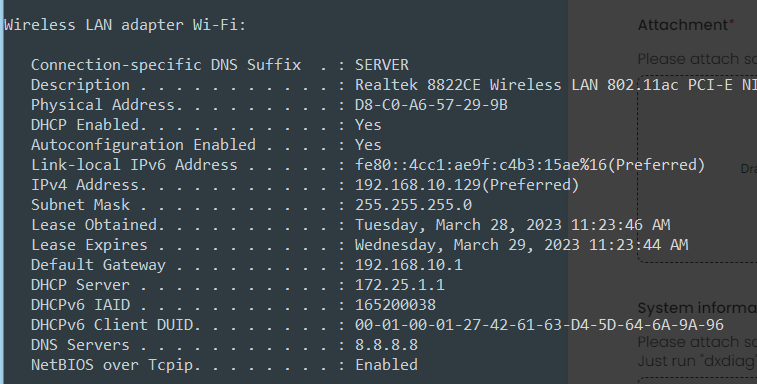 Wireless LAN adapter Wi-Fi:
Connection-specific DNS Suffix . : SERVER
Description . . . . . . . . . . . : Realtek 8822CE Wireless LAN 802.11ac PCI-E NI
Physical Address. . . . . . . . . : D8-C0-A6-57-29-9B
DHCP Enabled. . . . . . . . . . . : Yes
Autoconfiguration Enabled . . . . : Yes
Link-local IPv6 Address . . . . . : fe80::4cc1:ae9f:c4b3:15ae%16(Preferred)
IPv4 Address. . . . . . . . . . . : 192.168.10.129(Preferred)
Subnet Mask . . . . . . . . . . . : 255.255.255.0
Lease Obtained. . . . . . . . . . : Tuesday, March 28, 2023 11:23:46 AM
Lease Expires . . . . . . . . . . : Wednesday, March 29, 2023 11:23:44 AM
Default Gateway . . . . . . . . . : 192.168.10.1
DHCP Server . . . . . . . . . . . : 172.25.1.1
DHCPv6 IAID . . . . . . . . . . . : 165200038
DHCPv6 Client DUID. . . . . . . . : 00-01-00-01-27-42-61-63-D4-5D-64-6A-9A-96
DNS Servers . . . . . . . . . . . : 8.8.8.8
NetBIOS over Tcpip. . . . . . . . : Enabled
Attachment*
Please attach sc
Dra
System informa
Please attach sc
Just run "dxdiag"